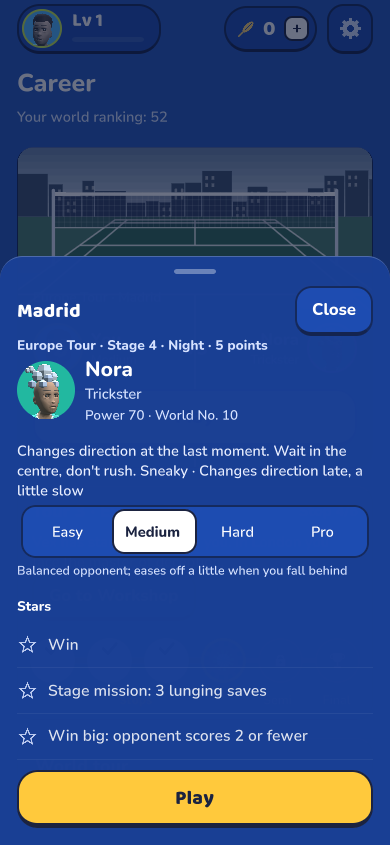 Lv 1
0
+
Career
Your world ranking: 52
Madrid
Close
Europe Tour · Stage 4 · Night · 5 points
Nora
Trickster
Power 70 · World No. 10
Changes direction at the last moment. Wait in the
centre, don't rush. Sneaky · Changes direction late, a
little slow
Easy
Medium
Hard
Pro
Balanced opponent; eases off a little when you fall behind
Stars
Win
Stage mission: 3 lunging saves
Win big: opponent scores 2 or fewer
Play